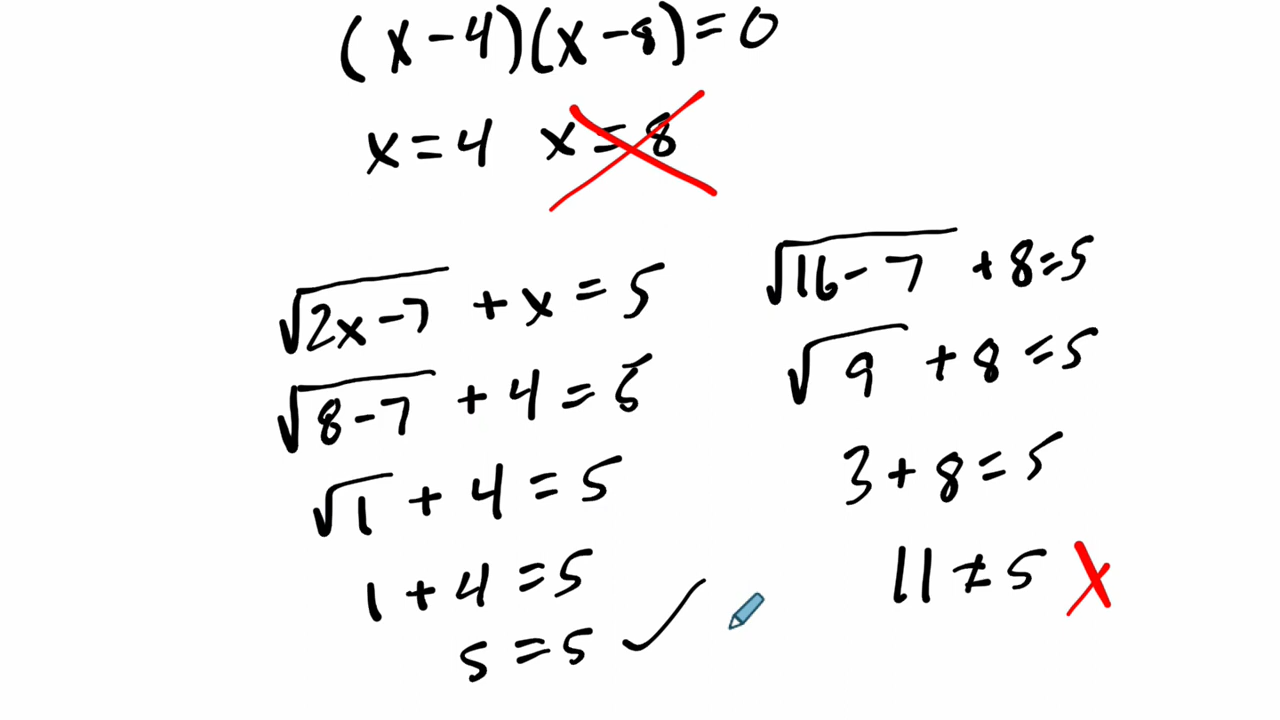 (x-4)(x-8)=0
x=4 x=8
√2x-7 +x=5
√8-7 +4=5
√1 +4=5
1+4=5
5=5 ✓
√16-7 +8=5
√9 +8=5
3+8=5
11≠5 X